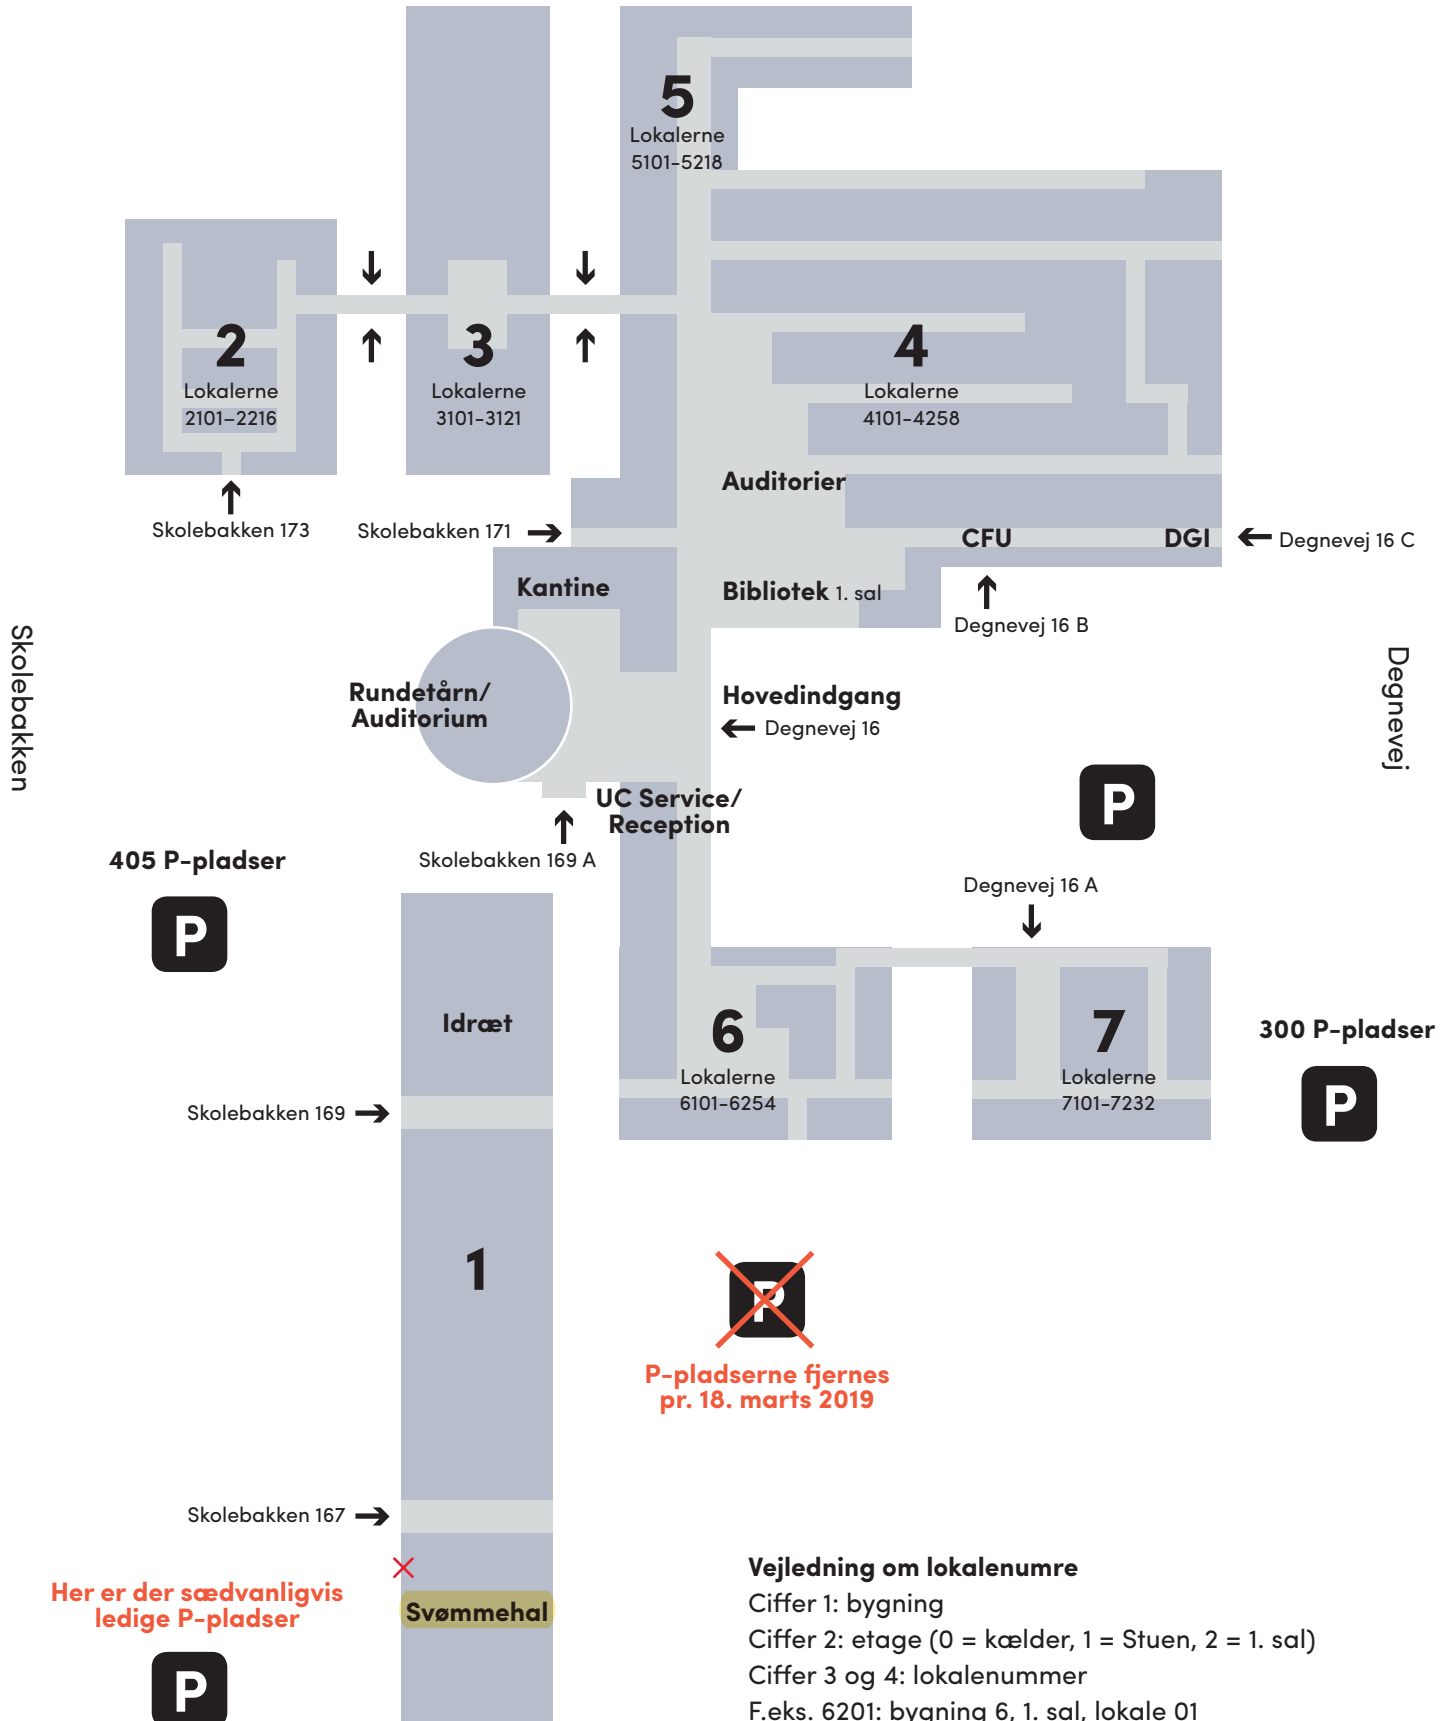 5
Lokalerne
5101-5218
2
Lokalerne
2101–2216
3
Lokalerne
3101-3121
4
Lokalerne
4101-4258
Auditorier
Skolebakken 173
Skolebakken 171
CFU
DGI
Degnevej 16 C
Kantine
Bibliotek 1. sal
Degnevej 16 B
Skolebakken
Degnevej
Rundetårn/
Auditorium
Hovedindgang
Degnevej 16
P
UC Service/
Reception
Skolebakken 169 A
405 P-pladser
P
Degnevej 16 A
Idræt
6
Lokalerne
6101-6254
7
Lokalerne
7101-7232
300 P-pladser
P
Skolebakken 169
1
P
P-pladserne fjernes
pr. 18. marts 2019
Skolebakken 167
Her er der sædvanligvis
ledige P-pladser
P
Svømmehal
Vejledning om lokalenumre
Ciffer 1: bygning
Ciffer 2: etage (0 = kælder, 1 = Stuen, 2 = 1. sal)
Ciffer 3 og 4: lokalenummer
F.eks. 6201: bygning 6, 1. sal, lokale 01